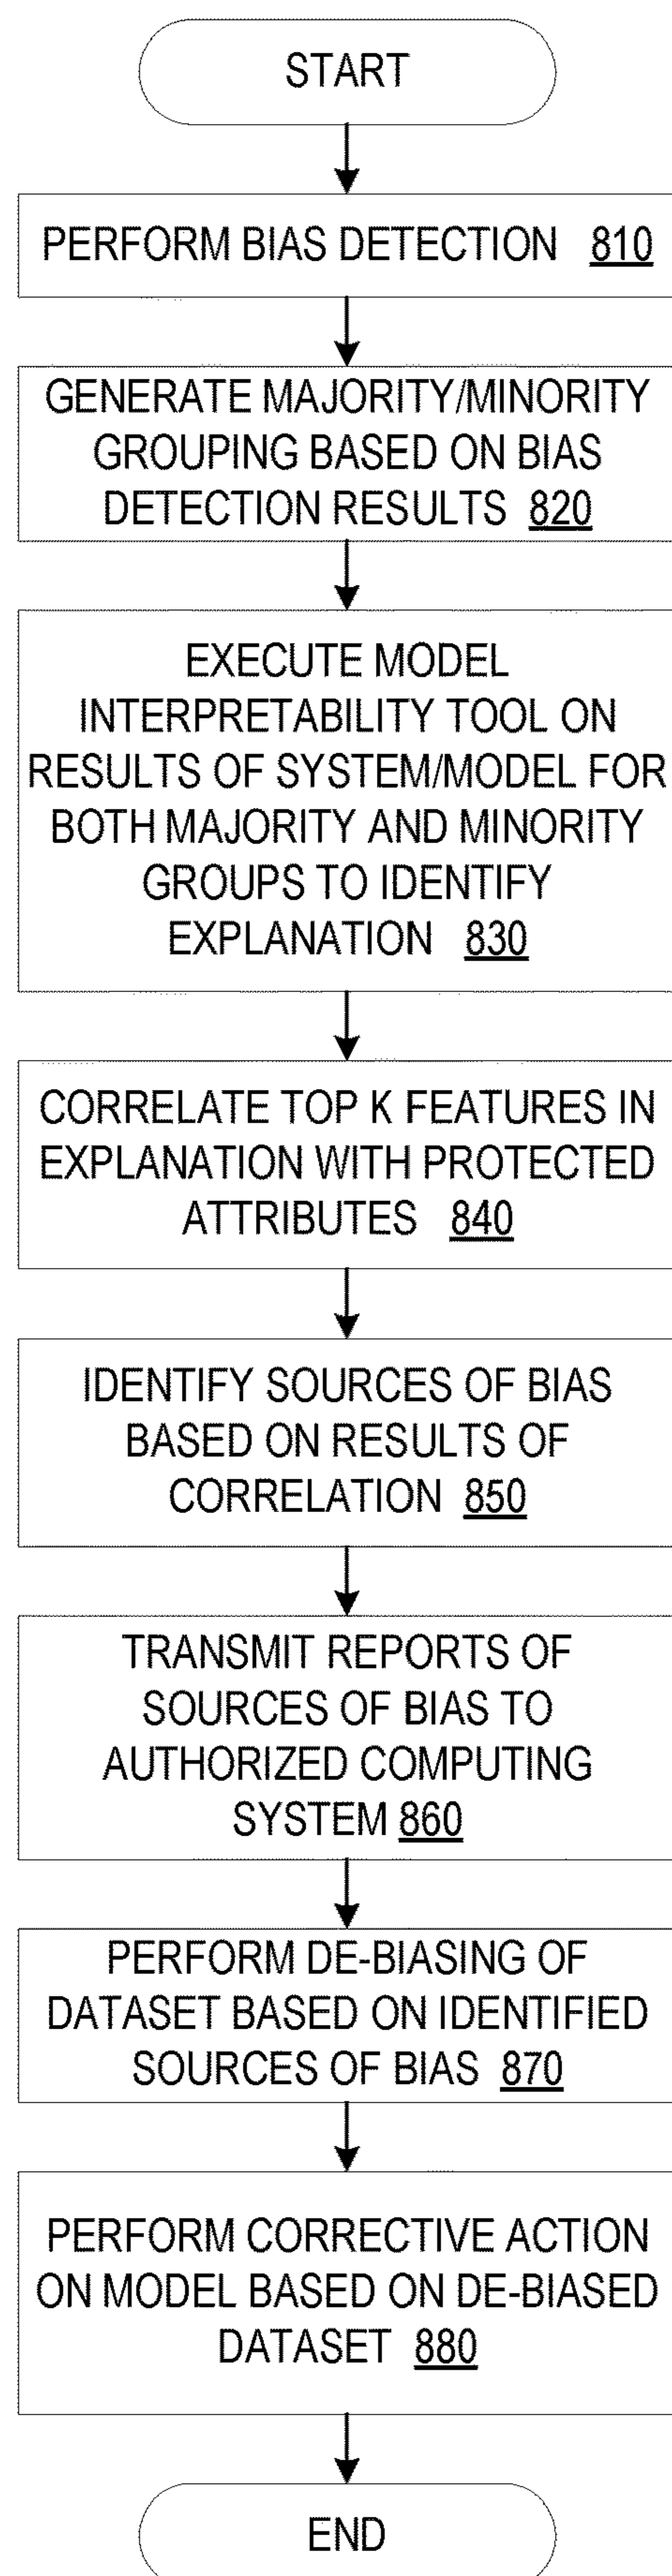 START
PERFORM BIAS DETECTION 810
GENERATE MAJORITY/MINORITY
GROUPING BASED ON BIAS
DETECTION RESULTS 820
EXECUTE MODEL
INTERPRETABILITY TOOL ON
RESULTS OF SYSTEM/MODEL FOR
BOTH MAJORITY AND MINORITY
GROUPS TO IDENTIFY
EXPLANATION 830
CORRELATE TOP K FEATURES IN
EXPLANATION WITH PROTECTED
ATTRIBUTES 840
IDENTIFY SOURCES OF BIAS
BASED ON RESULTS OF
CORRELATION 850
TRANSMIT REPORTS OF
SOURCES OF BIAS TO
AUTHORIZED COMPUTING
SYSTEM 860
PERFORM DE-BIASING OF
DATASET BASED ON IDENTIFIED
SOURCES OF BIAS 870
PERFORM CORRECTIVE ACTION
ON MODEL BASED ON DE-BIASED
DATASET 880
END